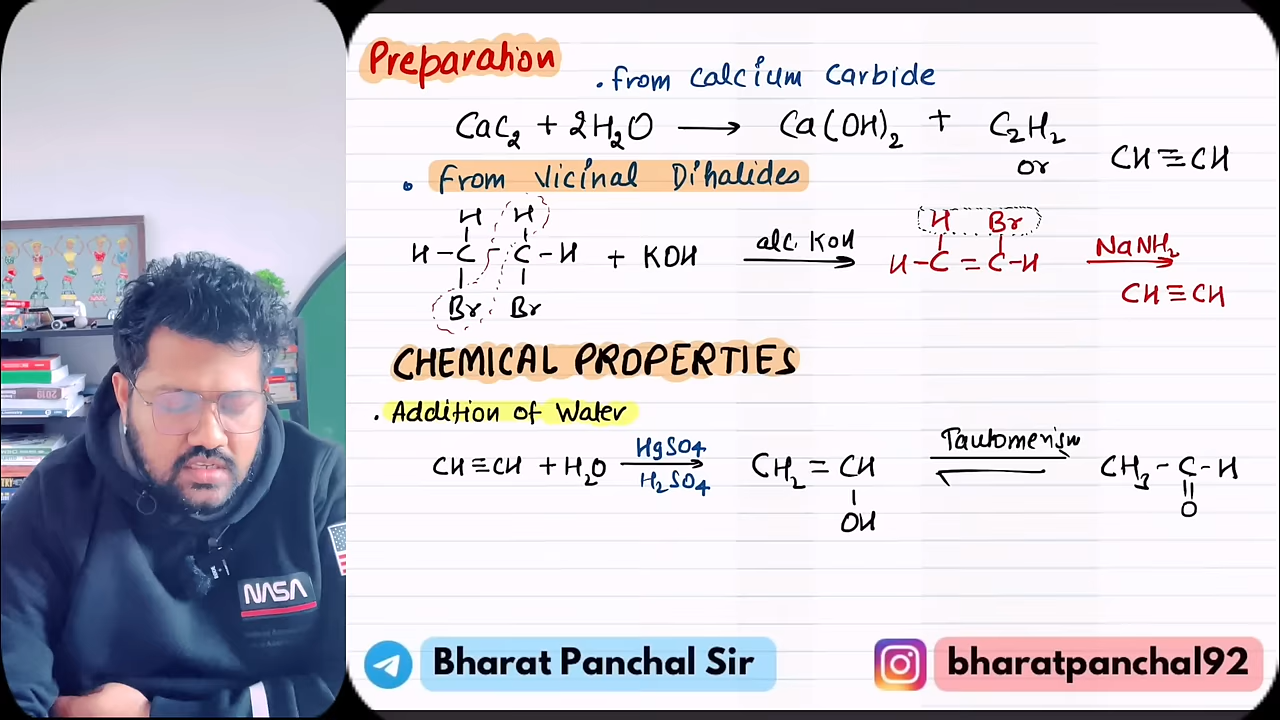 Preparation
. from Calcium Carbide
CaC₂ + 2H₂O ⟶ Ca(OH)₂ + C₂H₂
or CH≡CH
. From Vicinal Dihalides
H H
H–C–C–H + KOH
Br Br
alc. KOH
H Br
H–C=C–H
NaNH₂
CH≡CH
CHEMICAL PROPERTIES
. Addition of Water
CH≡CH + H₂O
HgSO₄
H₂SO₄
CH₂=CH
OH
Tautomerism
CH₃–C–H
O
NASA
Bharat Panchal Sir
bharatpanchal92